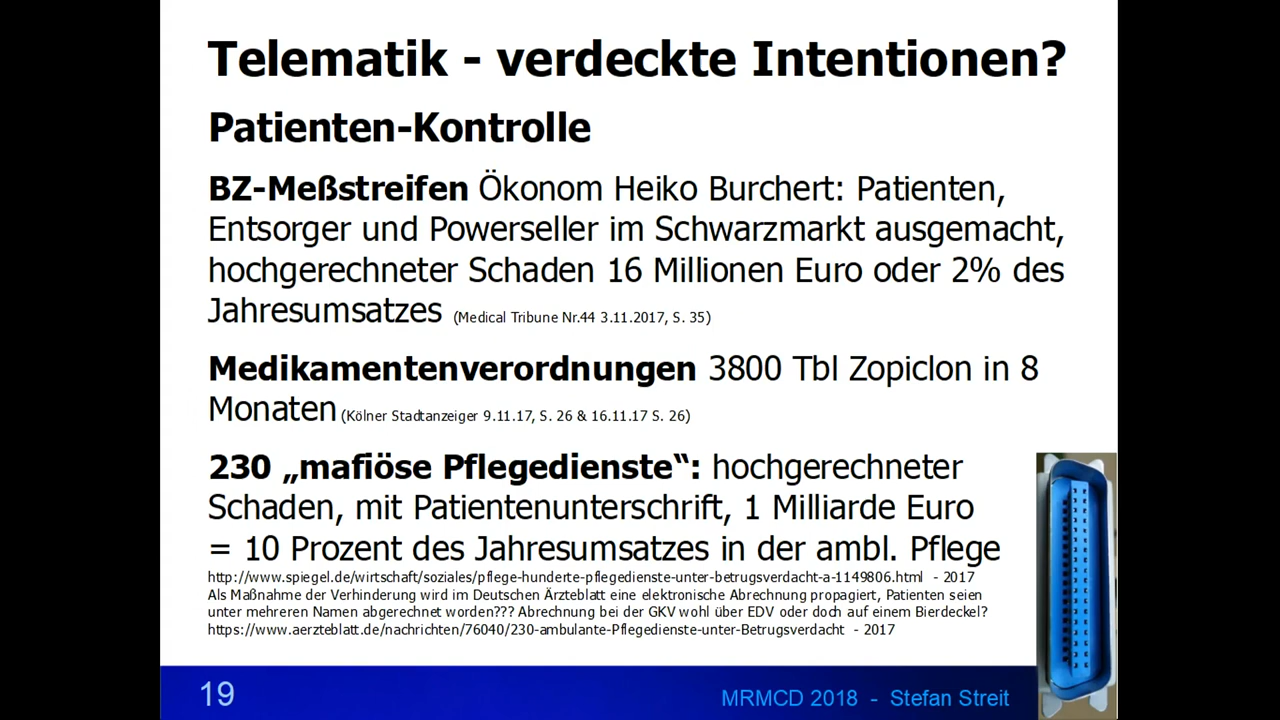 Telematik - verdeckte Intentionen?
Patienten-Kontrolle
BZ-Meßstreifen Ökonom Heiko Burchert: Patienten,
Entsorger und Powerseller im Schwarzmarkt ausgemacht,
hochgerechneter Schaden 16 Millionen Euro oder 2% des
Jahresumsatzes (Medical Tribune Nr.44 3.11.2017, S. 35)
Medikamentenverordnungen 3800 Tbl Zopiclon in 8
Monaten (Kölner Stadtanzeiger 9.11.17, S. 26 & 16.11.17 S. 26)
230 „mafiöse Pflegedienste“: hochgerechneter
Schaden, mit Patientenunterschrift, 1 Milliarde Euro
= 10 Prozent des Jahresumsatzes in der ambl. Pflege
http://www.spiegel.de/wirtschaft/soziales/pflege-hunderte-pflegedienste-unter-betrugsverdacht-a-1149806.html - 2017
Als Maßnahme der Verhinderung wird im Deutschen Ärzteblatt eine elektronische Abrechnung propagiert, Patienten seien
unter mehreren Namen abgerechnet worden??? Abrechnung bei der GKV wohl über EDV oder doch auf einem Bierdeckel?
https://www.aerzteblatt.de/nachrichten/76040/230-ambulante-Pflegedienste-unter-Betrugsverdacht - 2017
19
MRMCD 2018 - Stefan Streit